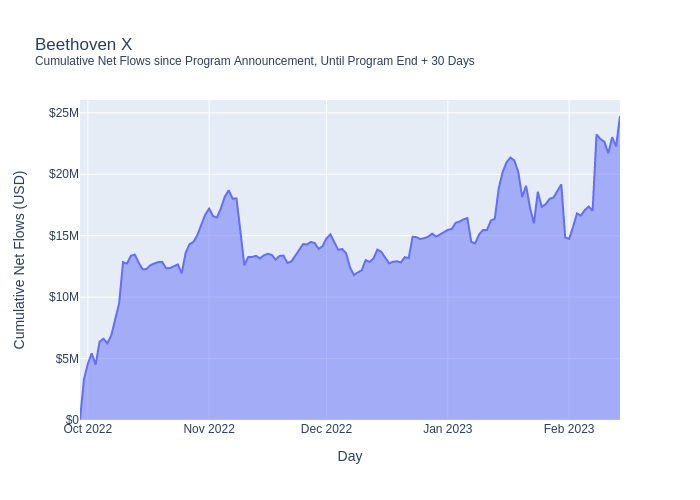 Beethoven X
Cumulative Net Flows since Program Announcement, Until Program End + 30 Days
Cumulative Net Flows (USD)
$25M
$20M
$15M
$10M
$5M
$0
Oct 2022
Nov 2022
Dec 2022
Jan 2023
Feb 2023
Day